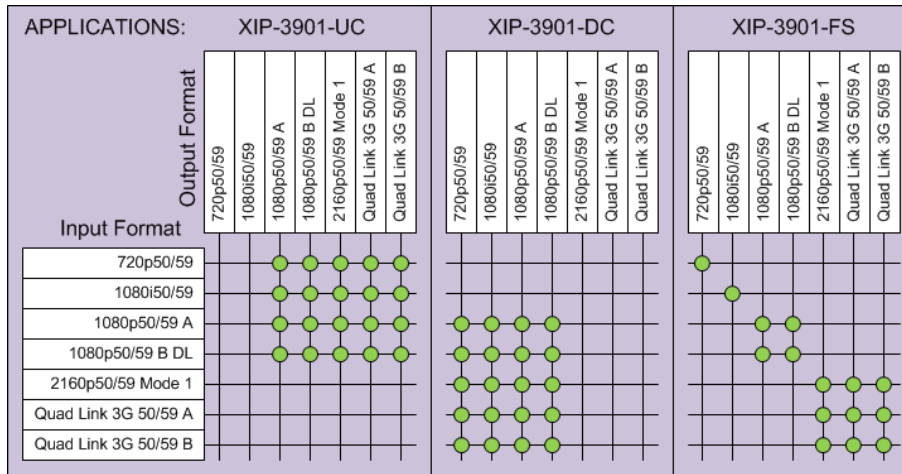 APPLICATIONS:
XIP-3901-UC
XIP-3901-DC
XIP-3901-FS
Output Format
720p50/59
1080i50/59
1080p50/59 A
1080p50/59 B DL
2160p50/59 Mode 1
Quad Link 3G 50/59 A
Quad Link 3G 50/59 B
720p50/59
1080i50/59
1080p50/59 A
1080p50/59 B DL
2160p50/59 Mode 1
Quad Link 3G 50/59 A
Quad Link 3G 50/59 B
720p50/59
1080i50/59
1080p50/59 A
1080p50/59 B DL
2160p50/59 Mode 1
Quad Link 3G 50/59 A
Quad Link 3G 50/59 B
Input Format
720p50/59
1080i50/59
1080p50/59 A
1080p50/59 B DL
2160p50/59 Mode 1
Quad Link 3G 50/59 A
Quad Link 3G 50/59 B